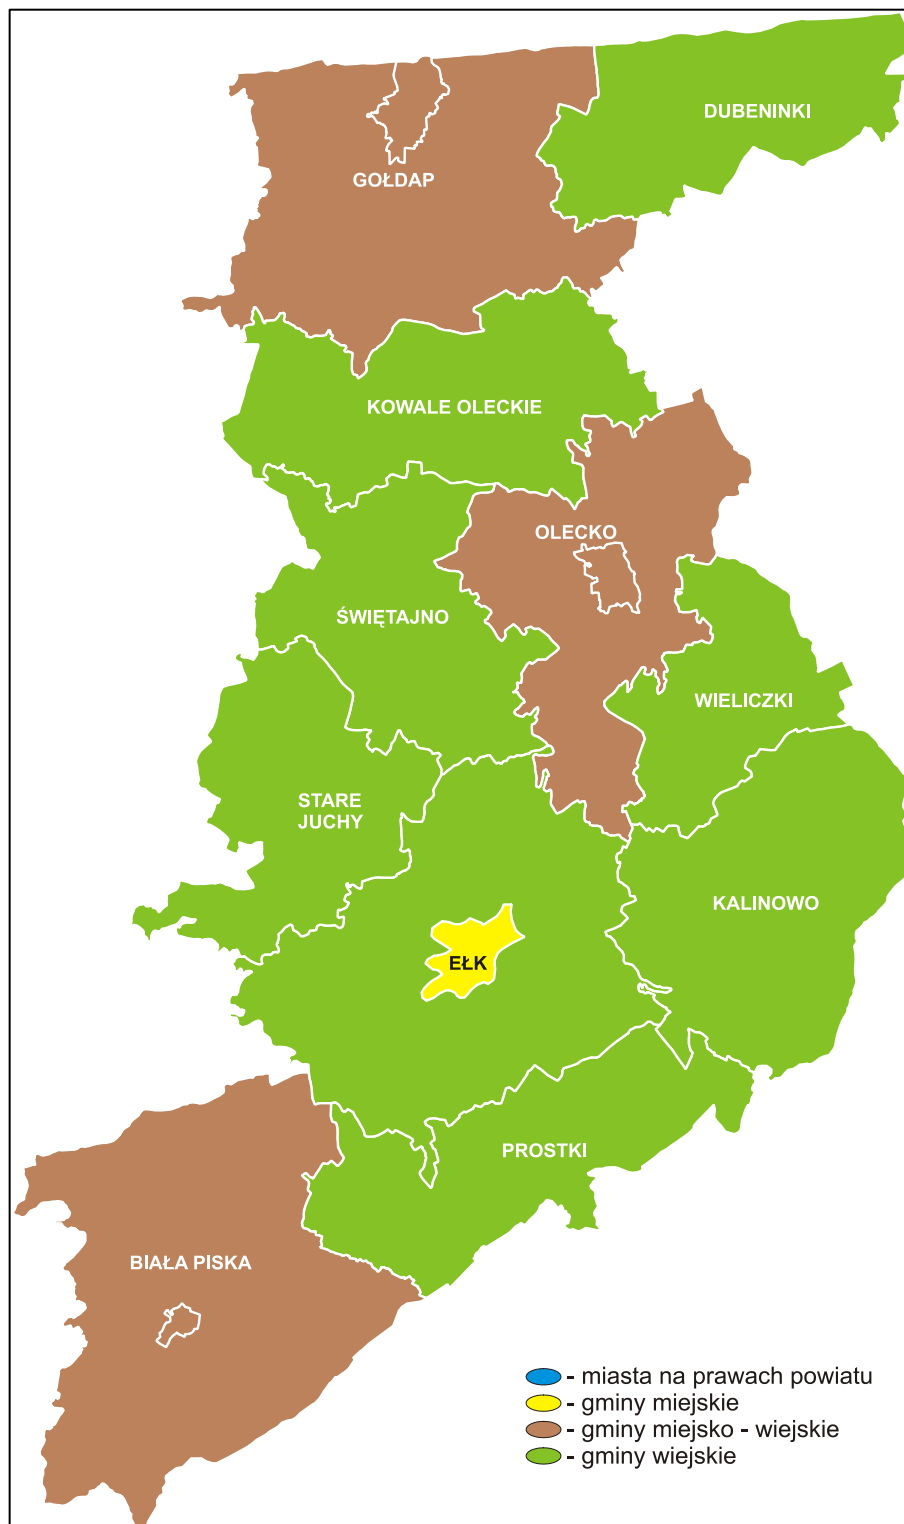 DUBENINKI
GOŁDAP
KOWALE OLECKIE
OLECKO
ŚWIĘTAJNO
WIELICZKI
STARE
JUCHY
KALINOWO
EŁK
PROSTKI
BIAŁA PISKA
- miasta na prawach powiatu
- gminy miejskie
- gminy miejsko - wiejskie
- gminy wiejskie